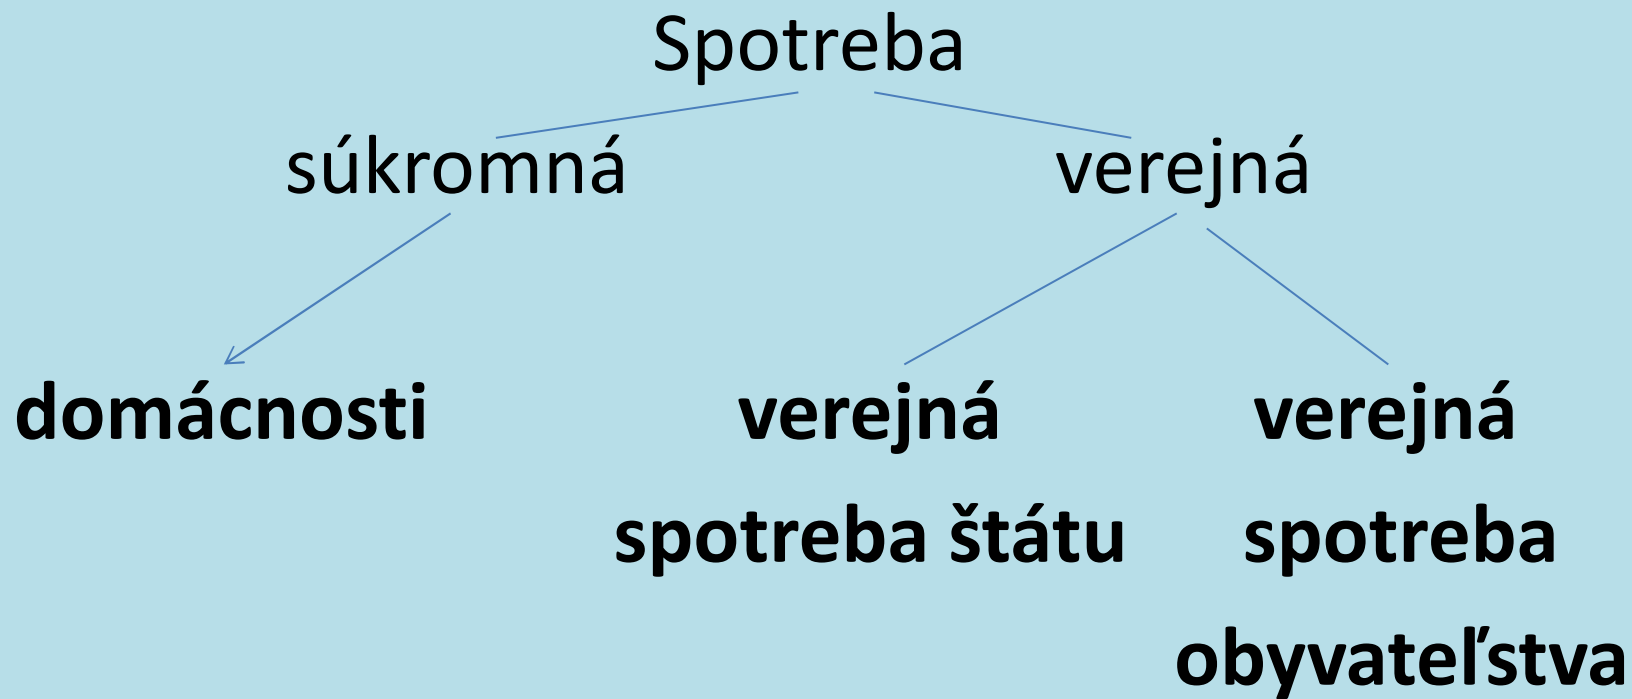 Spotreba
súkromná verejná
domácnosti verejná verejná
spotreba štátu spotreba
obyvateľstva